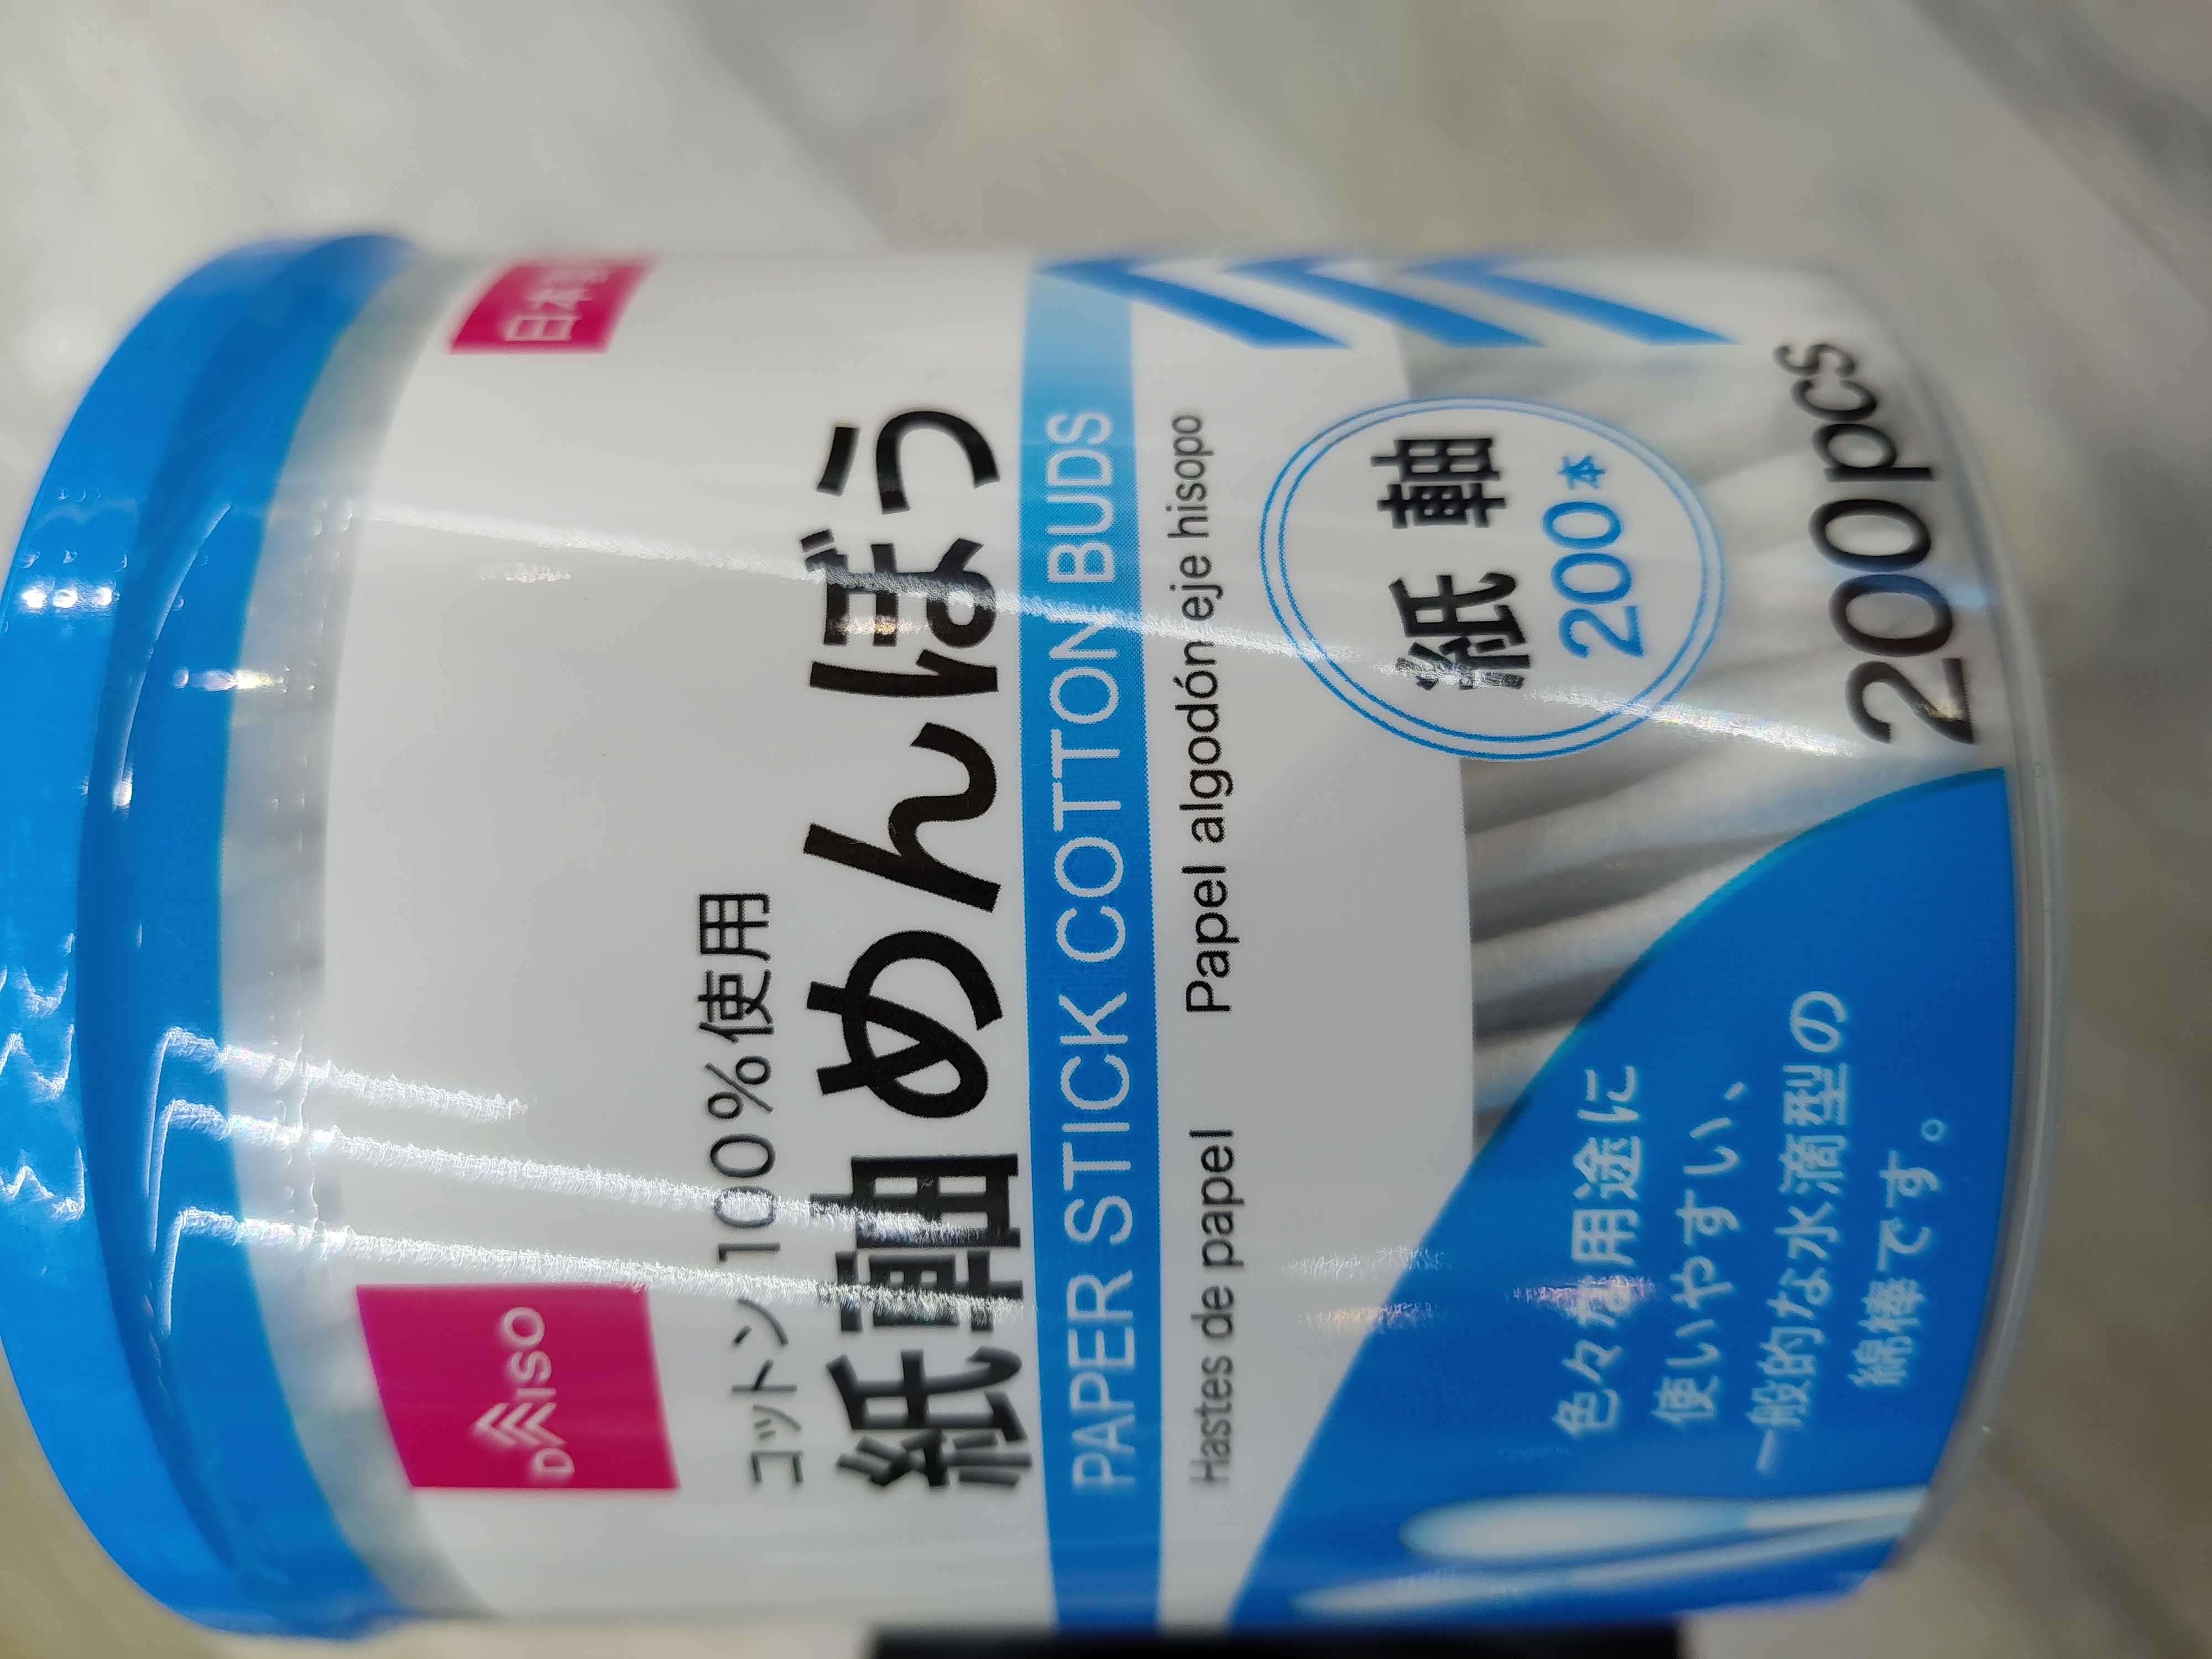 DAISO
日本
コットン100%使用
紙軸めんぼう
PAPER STICK COTTON BUDS
Hastes de papel Papel algodón eje hisopo
紙軸
200本
色々な用途に
使いやすい、
一般的な水滴型の
綿棒です。
200pcs